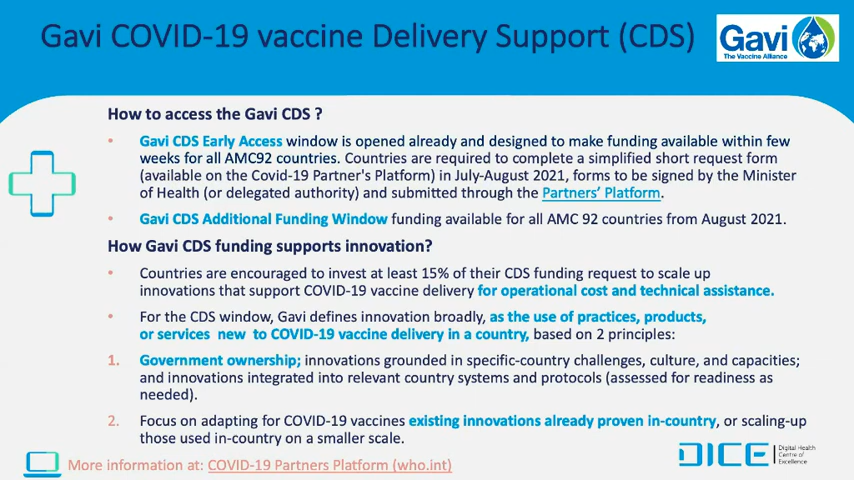 Gavi COVID-19 vaccine Delivery Support (CDS)
Gavi
The Vaccine Alliance
How to access the Gavi CDS ?
• Gavi CDS Early Access window is opened already and designed to make funding available within few
weeks for all AMC92 countries. Countries are required to complete a simplified short request form
(available on the Covid-19 Partner's Platform) in July-August 2021, forms to be signed by the Minister
of Health (or delegated authority) and submitted through the Partners' Platform.
• Gavi CDS Additional Funding Window funding available for all AMC 92 countries from August 2021.
How Gavi CDS funding supports innovation?
• Countries are encouraged to invest at least 15% of their CDS funding request to scale up
innovations that support COVID-19 vaccine delivery for operational cost and technical assistance.
• For the CDS window, Gavi defines innovation broadly, as the use of practices, products,
or services new to COVID-19 vaccine delivery in a country, based on 2 principles:
1. Government ownership; innovations grounded in specific-country challenges, culture, and capacities;
and innovations integrated into relevant country systems and protocols (assessed for readiness as
needed).
2. Focus on adapting for COVID-19 vaccines existing innovations already proven in-country, or scaling-up
those used in-country on a smaller scale.
DICE
Digital Health
Centre of
Excellence
More information at: COVID-19 Partners Platform (who.int)